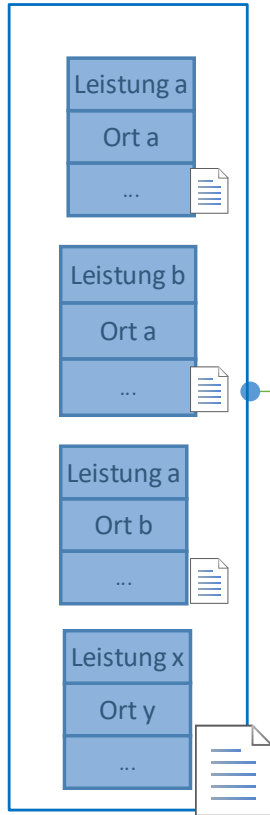 Leistung a
Ort a
...
Leistung b
Ort a
...
Leistung a
Ort b
...
Leistung x
Ort y
...